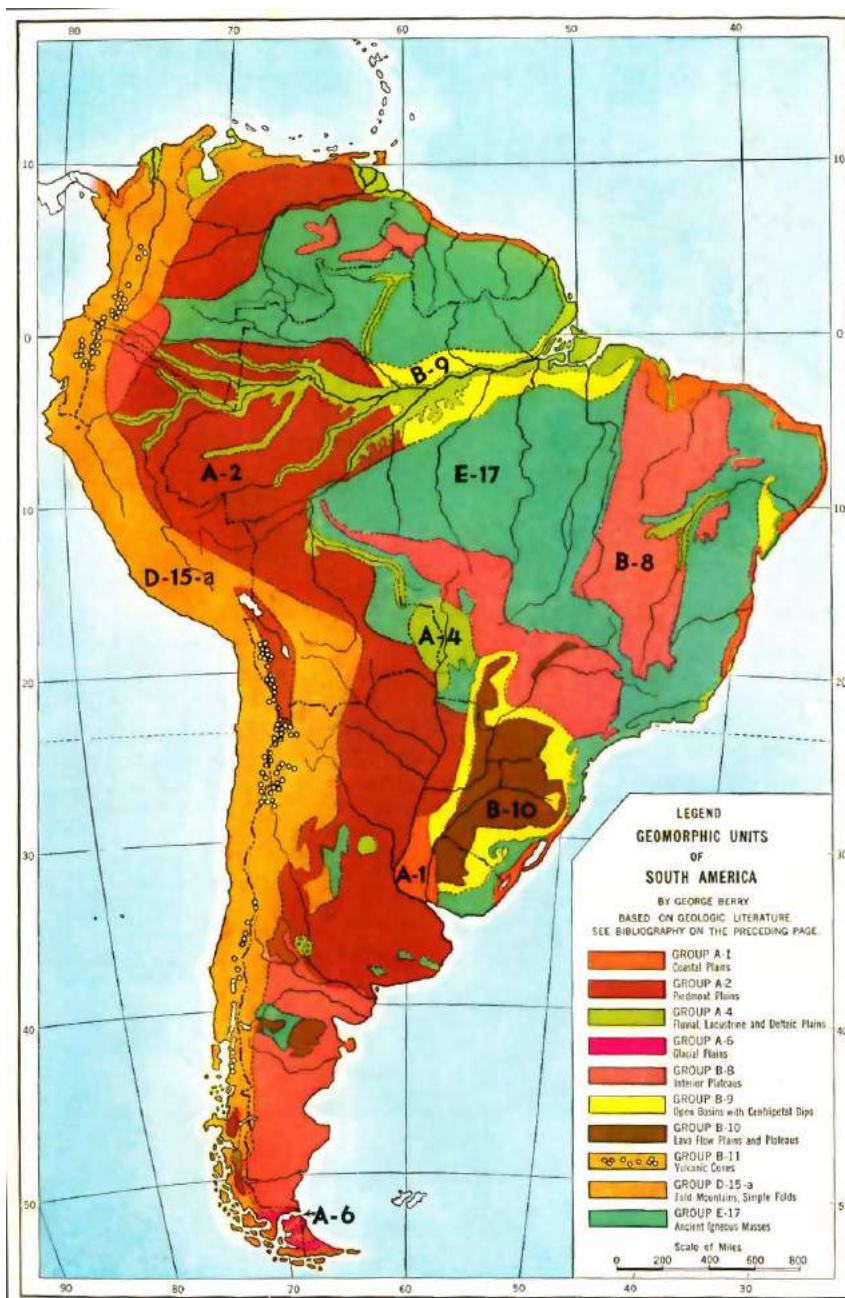 80 70 60 50 40
10 10
0 0
10 10
20 20
30 30
40 40
50 50
90 80 70 60 50 40 30
B-9
A-2
E-17
B-8
D-15-a
A-4
B-10
A-1
A-6
LEGEND
GEOMORPHIC UNITS
OF
SOUTH AMERICA
BY GEORGE BERRY
BASED ON GEOLOGIC LITERATURE
SEE BIBLIOGRAPHY ON THE PRECEDING PAGE.
GROUP A-1
Coastal Plains
GROUP A-2
Piedmont Plains
GROUP A-4
Fluvial, Lacustrine and Deltaic Plains
GROUP A-6
Glacial Plains
GROUP B-8
Interior Plateaus
GROUP B-9
Open Basins with Centripetal Dips
GROUP B-10
Lava Flow Plains and Plateaus
GROUP B-11
Volcanic Cones
GROUP D-15-a
Fold Mountains, Simple Folds
GROUP E-17
Ancient Igneous Masses
Scale of Miles
0 200 400 600 800